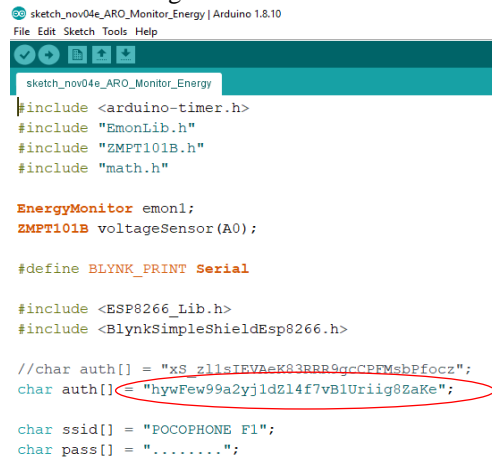 sketch_nov04e_ARO_Monitor_Energy | Arduino 1.8.10
File Edit Sketch Tools Help
sketch_nov04e_ARO_Monitor_Energy
#include <arduino-timer.h>
#include "EmonLib.h"
#include "ZMPT101B.h"
#include "math.h"
EnergyMonitor emon1;
ZMPT101B voltageSensor(A0);
#define BLYNK_PRINT Serial
#include <ESP8266_Lib.h>
#include <BlynkSimpleShieldEsp8266.h>
//char auth[] = "xS_zl1sIEVAeK83RRR9gcCPFMsbPfocz";
char auth[] = "hywFew99a2yj1dZl4f7vB1Uriig8ZaKe";
char ssid[] = "POCOPHONE F1";
char pass[] = "........";